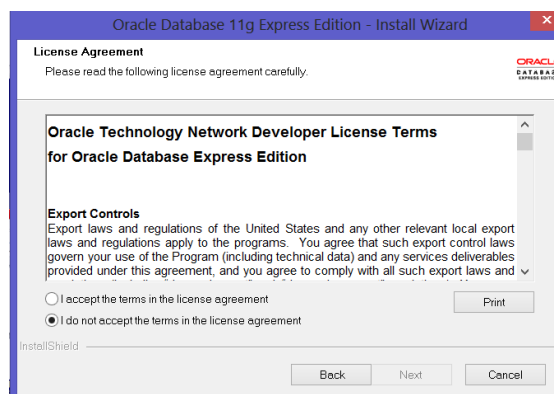 Oracle Database 11g Express Edition - Install Wizard
License Agreement
Please read the following license agreement carefully.
ORACLE
DATABASE
EXPRESS EDITION
Oracle Technology Network Developer License Terms
for Oracle Database Express Edition
Export Controls
Export laws and regulations of the United States and any other relevant local export
laws and regulations apply to the programs. You agree that such export control laws
govern your use of the Program (including technical data) and any services deliverables
provided under this agreement, and you agree to comply with all such export laws and
I accept the terms in the license agreement
Print
I do not accept the terms in the license agreement
InstallShield
Back
Next
Cancel